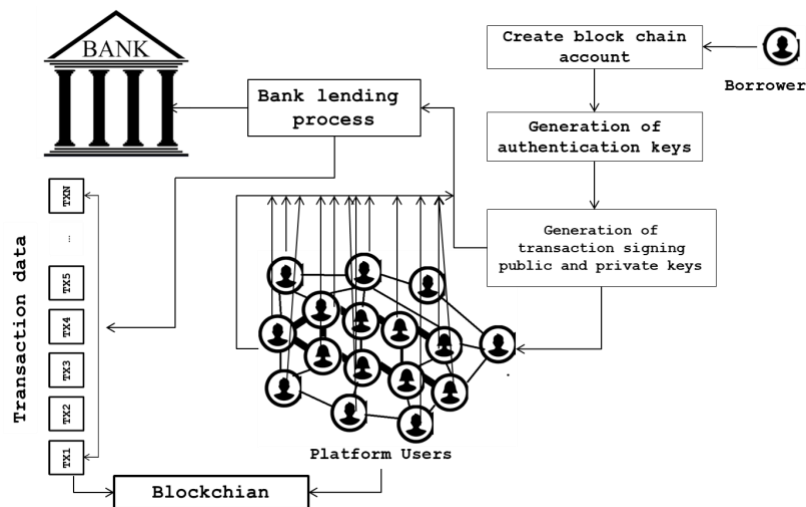 BANK
Create block chain
account
Borrower
Bank lending
process
Generation of
authentication keys
Generation of
transaction signing
public and private keys
Transaction data
TXN
...
TX5
TX4
TX3
TX2
TX1
Platform Users
Blockchian